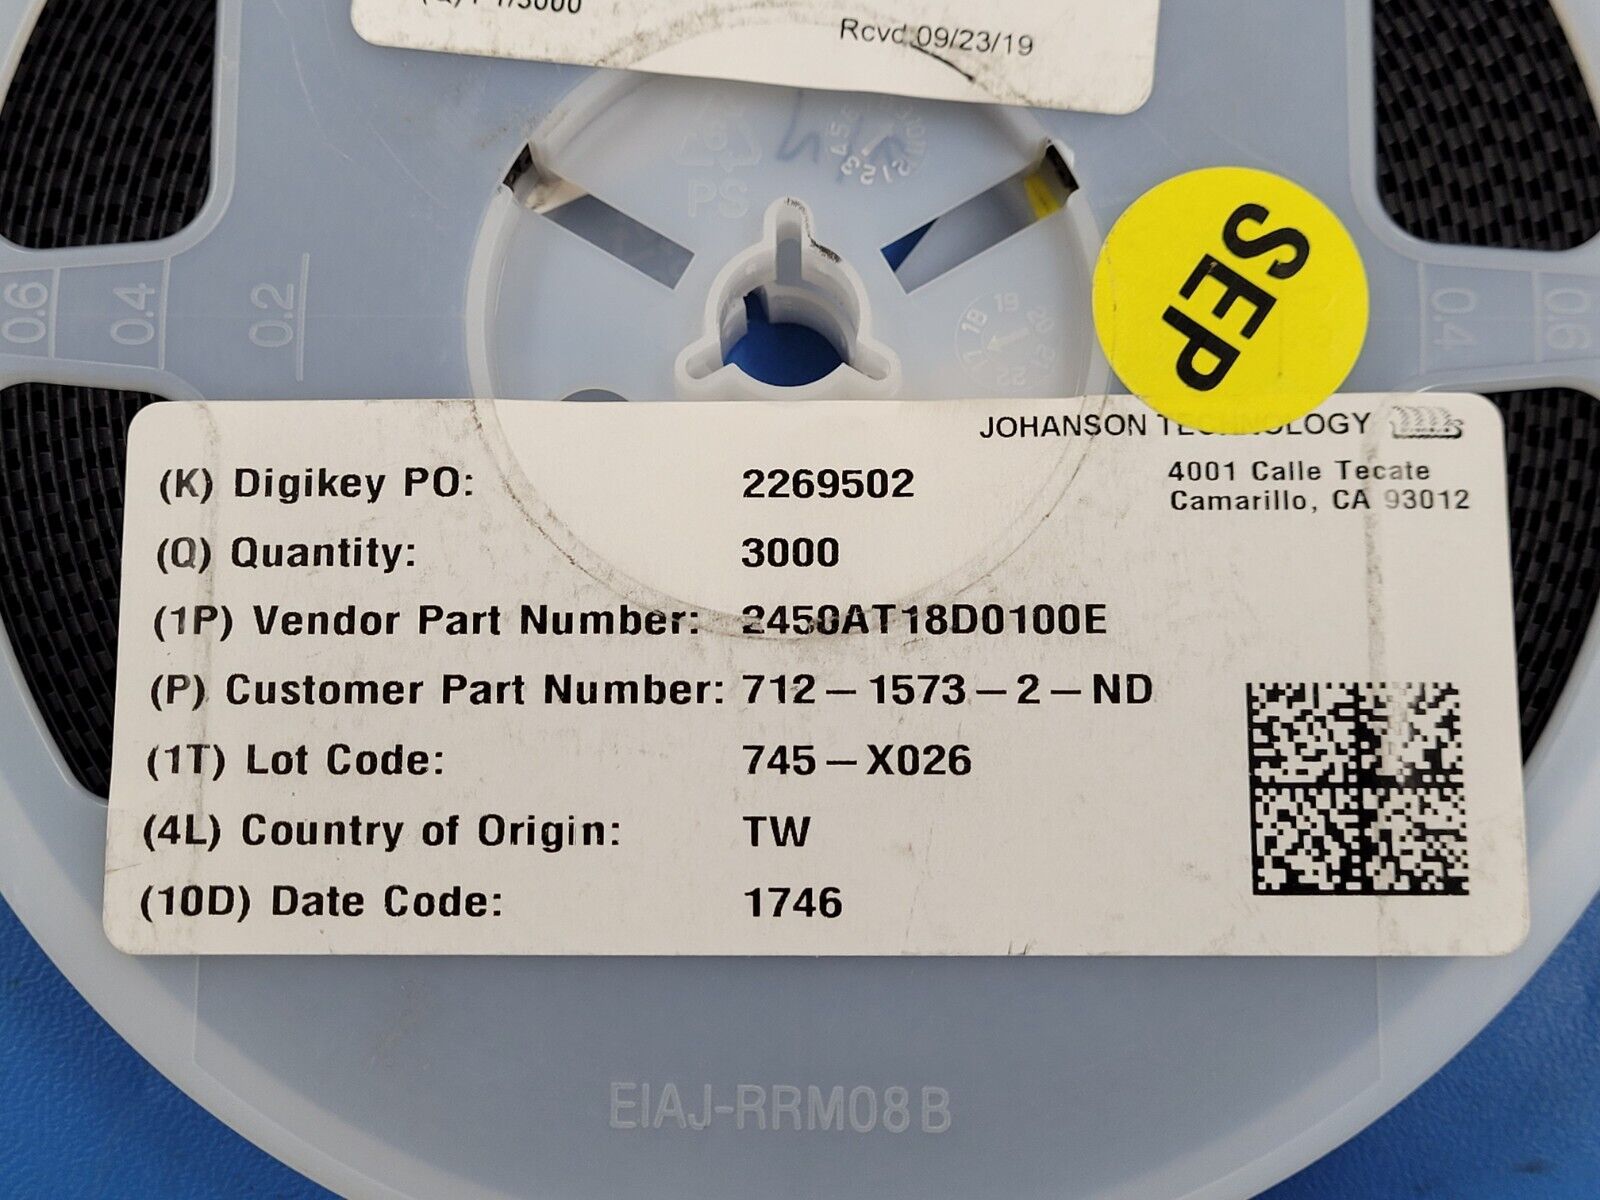 /3000
Rcvd 09/23/19
PS
SEP
0.6
0.4
0.2
0.4
0.6
JOHANSON TECHNOLOGY
4001 Calle Tecate
Camarillo, CA 93012
(K) Digikey PO: 2269502
(Q) Quantity: 3000
(1P) Vendor Part Number: 2450AT18D0100E
(P) Customer Part Number: 712-1573-2-ND
(1T) Lot Code: 745-X026
(4L) Country of Origin: TW
(10D) Date Code: 1746
EIAJ-RRM08B